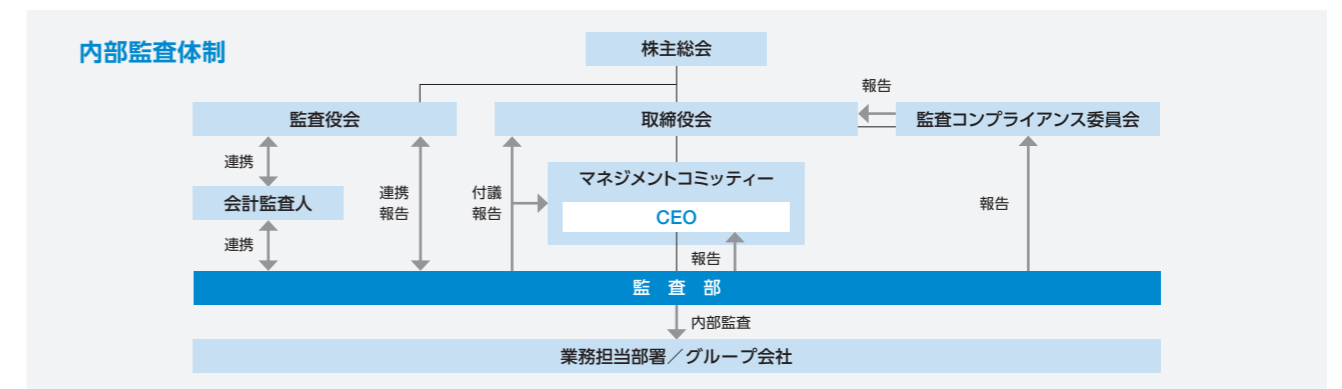 内部監査体制
株主総会
報告
監査役会
取締役会
監査コンプライアンス委員会
連携
会計監査人
連携
連携
報告
付議
報告
マネジメントコミッティー
CEO
報告
報告
監査部
内部監査
業務担当部署／グループ会社